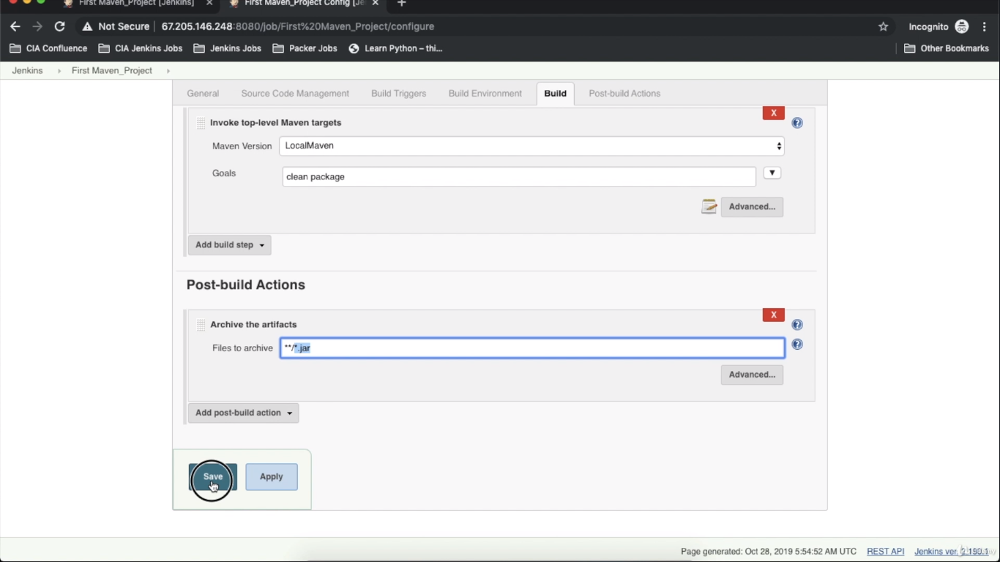 First Maven_Project [Jenkins]
First Maven_Project Config [Je
Not Secure 67.205.146.248:8080/job/First%20Maven_Project/configure
Incognito
CIA Confluence CIA Jenkins Jobs Jenkins Jobs Packer Jobs Learn Python – thi... Other Bookmarks
Jenkins First Maven_Project
General Source Code Management Build Triggers Build Environment Build Post-build Actions
X
Invoke top-level Maven targets
Maven Version LocalMaven
Goals clean package
Advanced...
Add build step
Post-build Actions
X
Archive the artifacts
Files to archive **/*.jar
Advanced...
Add post-build action
Save Apply
Page generated: Oct 28, 2019 5:54:52 AM UTC REST API Jenkins ver. 2.190.1